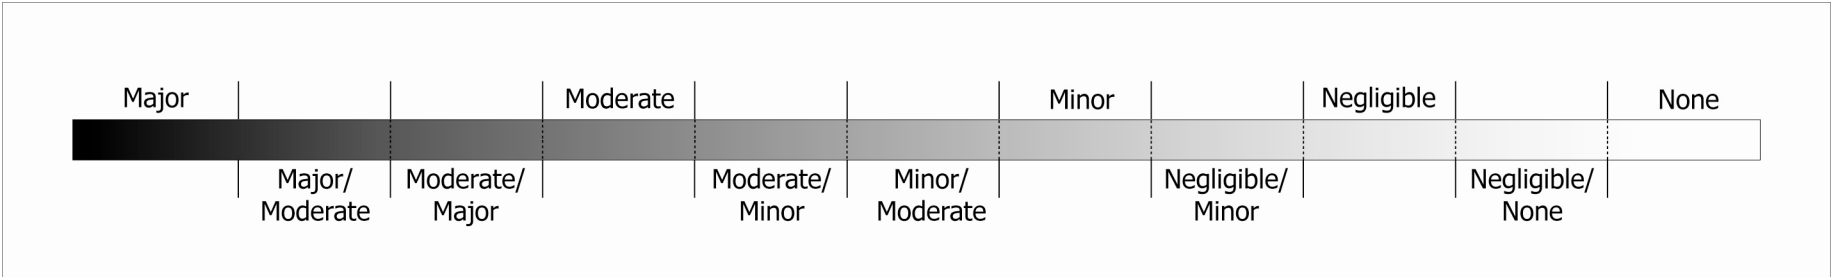 Major
Moderate
Minor
Negligible
None
Major/
Moderate
Moderate/
Major
Moderate/
Minor
Minor/
Moderate
Negligible/
Minor
Negligible/
None